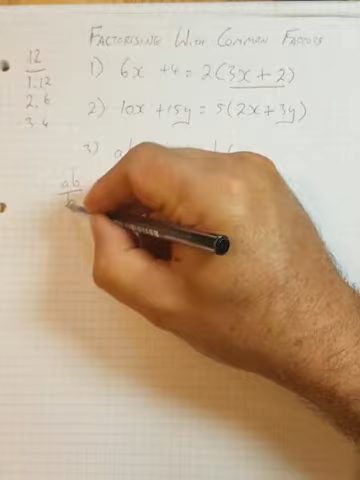 FACTORISING WITH COMMON FACTORS
12
1, 12
2, 6
3, 4
1) 6x + 4 = 2(3x + 2)
2) 10x + 15y = 5(2x + 3y)
3)
ab
b